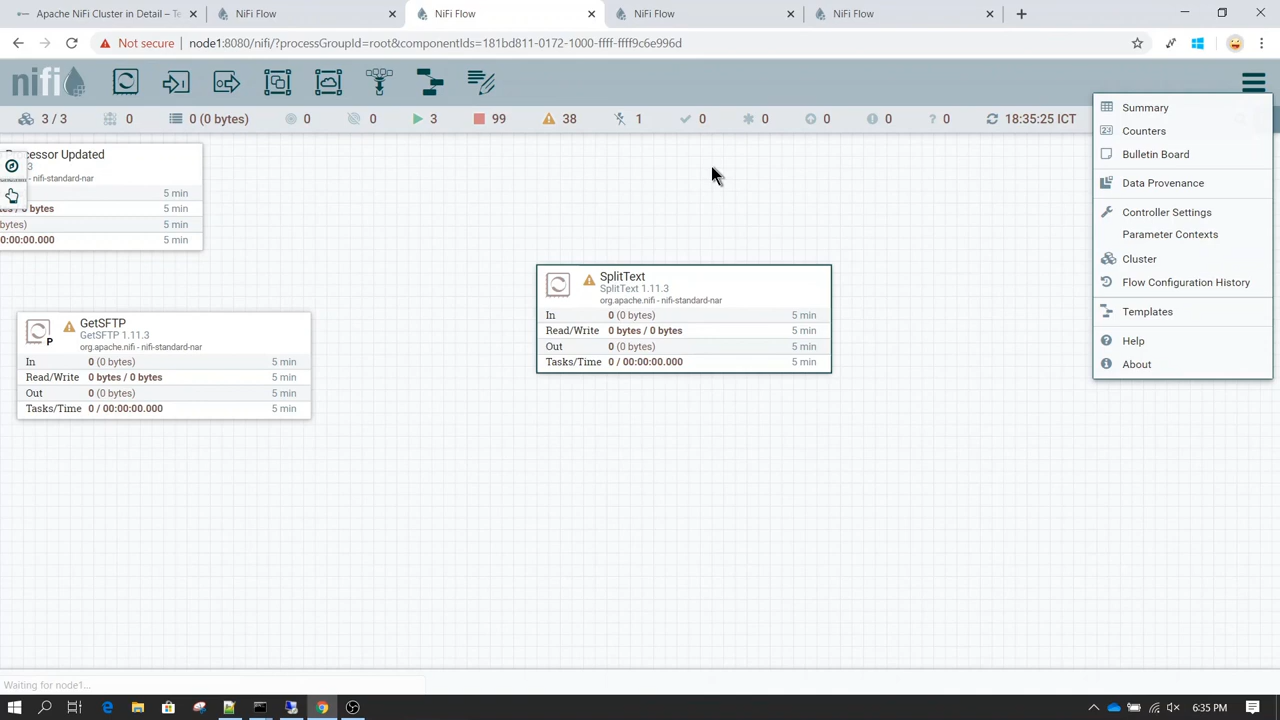 Apache NiFi Cluster in Detail – Te
NiFi Flow
NiFi Flow
NiFi Flow
NiFi Flow
Not secure
node1:8080/nifi/?processGroupId=root&componentIds=181bd811-0172-1000-ffff-ffff9c6e996d
nifi
3 / 3
0
0 (0 bytes)
0
0
3
99
38
1
0
0
0
0
0
18:35:25 ICT
Summary
Counters
Bulletin Board
Data Provenance
Controller Settings
Parameter Contexts
Cluster
Flow Configuration History
Templates
Help
About
essor Updated
nifi-standard-nar
5 min
bytes
5 min
bytes)
5 min
0:00:00.000
5 min
GetSFTP
GetSFTP 1.11.3
org.apache.nifi - nifi-standard-nar
P
In 0 (0 bytes) 5 min
Read/Write 0 bytes / 0 bytes 5 min
Out 0 (0 bytes) 5 min
Tasks/Time 0 / 00:00:00.000 5 min
SplitText
SplitText 1.11.3
org.apache.nifi - nifi-standard-nar
In 0 (0 bytes) 5 min
Read/Write 0 bytes / 0 bytes 5 min
Out 0 (0 bytes) 5 min
Tasks/Time 0 / 00:00:00.000 5 min
Waiting for node1...
6:35 PM